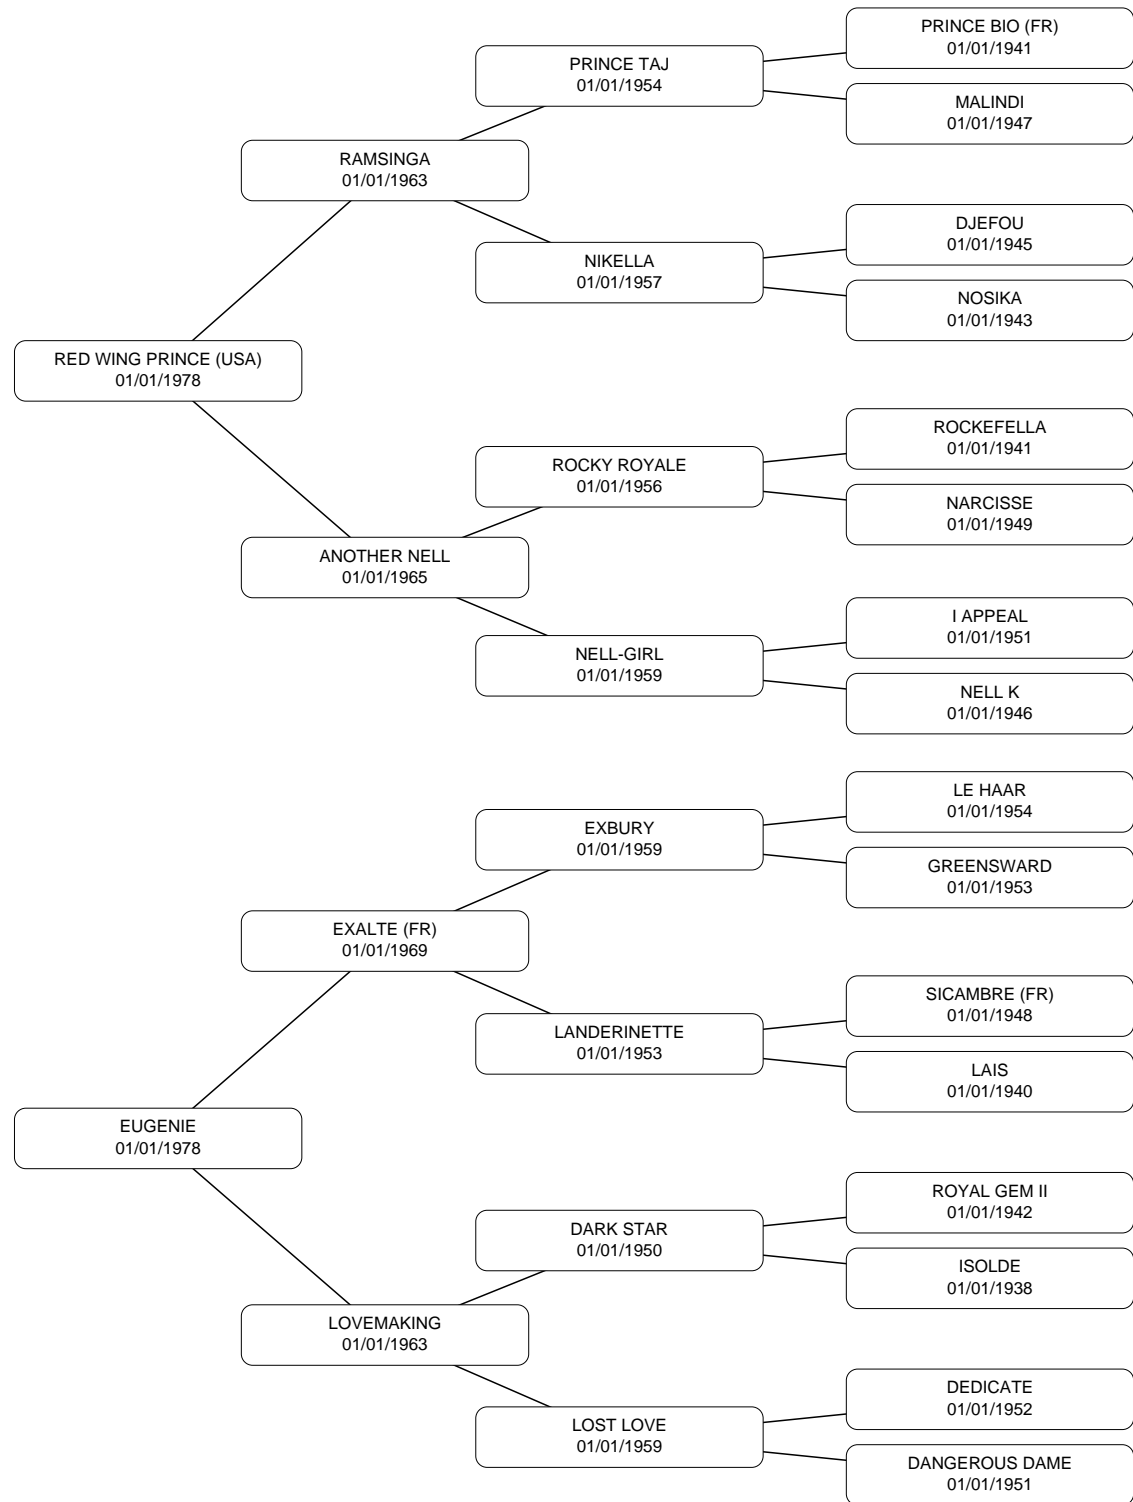 PRINCE BIO (FR)
01/01/1941
PRINCE TAJ
01/01/1954
MALINDI
01/01/1947
RAMSINGA
01/01/1963
DJEFOU
01/01/1945
NIKELLA
01/01/1957
NOSIKA
01/01/1943
RED WING PRINCE (USA)
01/01/1978
ROCKEFELLA
01/01/1941
ROCKY ROYALE
01/01/1956
NARCISSE
01/01/1949
ANOTHER NELL
01/01/1965
I APPEAL
01/01/1951
NELL-GIRL
01/01/1959
NELL K
01/01/1946
LE HAAR
01/01/1954
EXBURY
01/01/1959
GREENSWARD
01/01/1953
EXALTE (FR)
01/01/1969
SICAMBRE (FR)
01/01/1948
LANDERINETTE
01/01/1953
LAIS
01/01/1940
EUGENIE
01/01/1978
ROYAL GEM II
01/01/1942
DARK STAR
01/01/1950
ISOLDE
01/01/1938
LOVEMAKING
01/01/1963
DEDICATE
01/01/1952
LOST LOVE
01/01/1959
DANGEROUS DAME
01/01/1951